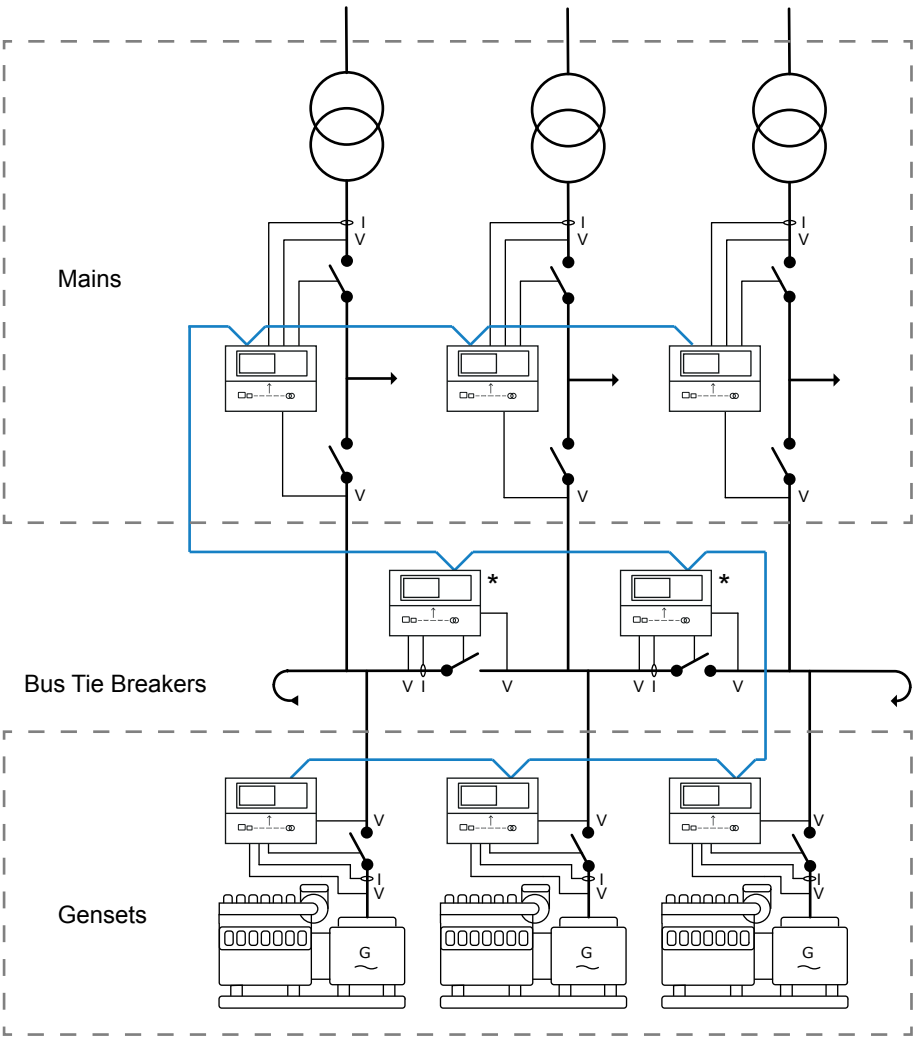 I I I
V V V
Mains
V V V
* *
Bus Tie Breakers
V I V V I V
V V V
I I I
V V V
Gensets
G G G